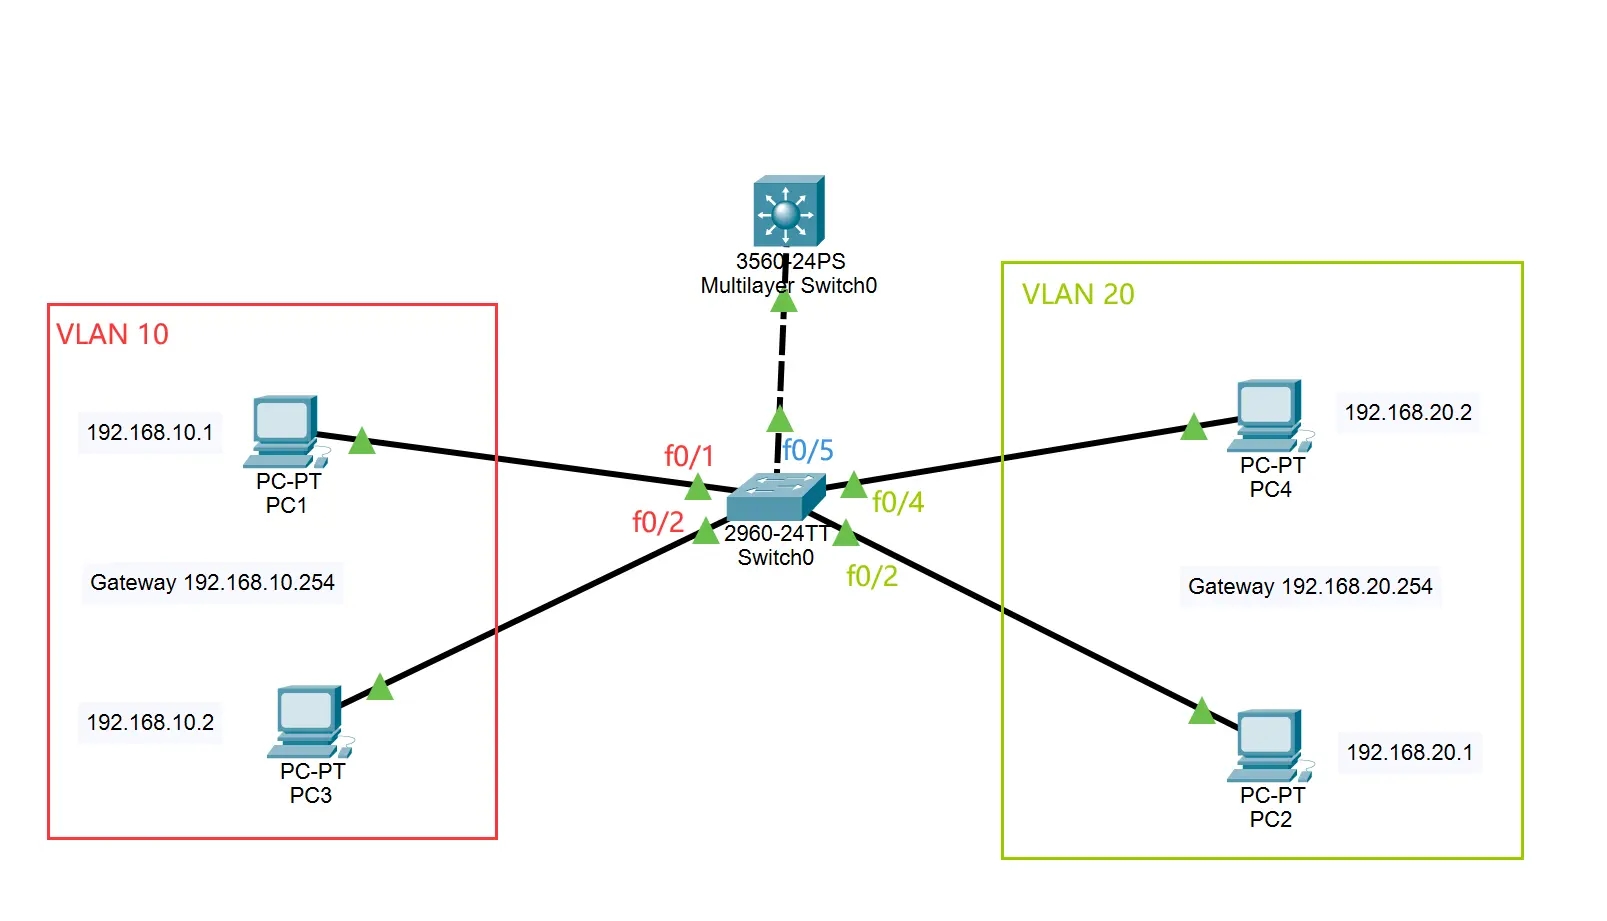 3560-24PS
Multilayer Switch0
VLAN 10
192.168.10.1
PC-PT
PC1
Gateway 192.168.10.254
192.168.10.2
PC-PT
PC3
f0/1
f0/5
f0/2
f0/4
2960-24TT
Switch0
f0/2
VLAN 20
192.168.20.2
PC-PT
PC4
Gateway 192.168.20.254
192.168.20.1
PC-PT
PC2